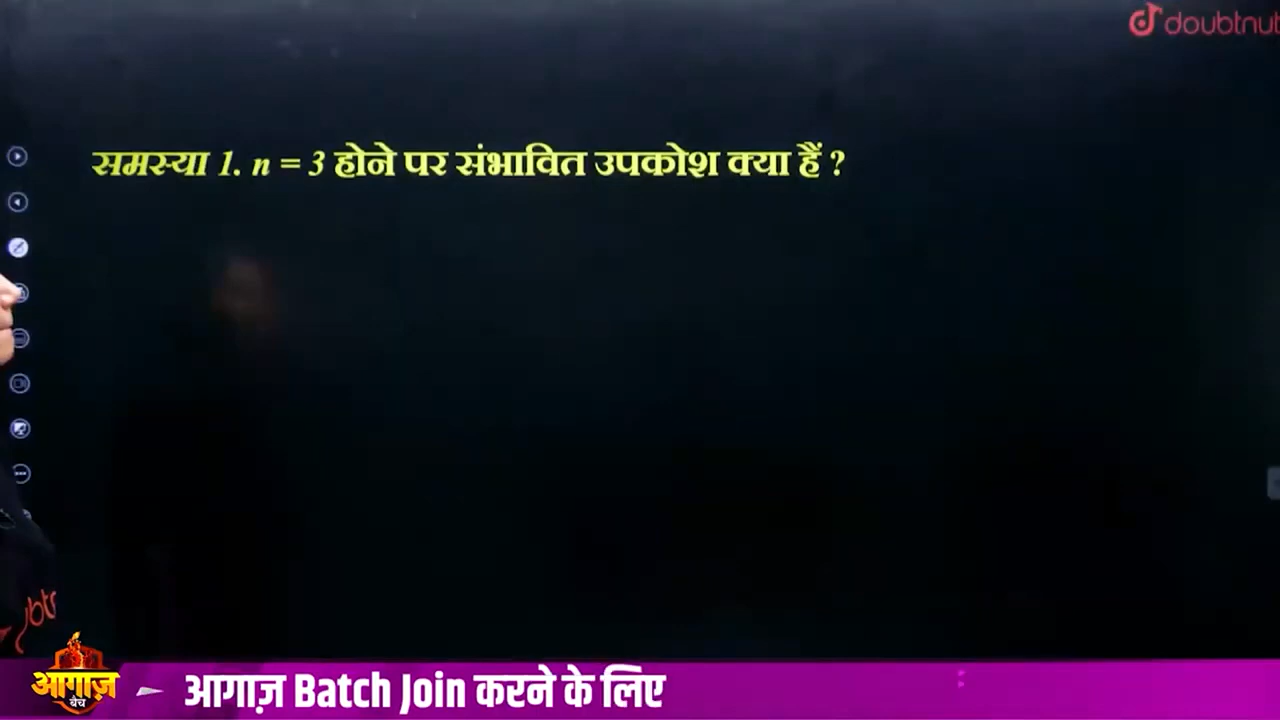 doubtnut
समस्या 1. n = 3 होने पर संभावित उपकोश क्या हैं ?
आगाज़
बैच
आगाज़ Batch Join करने के लिए